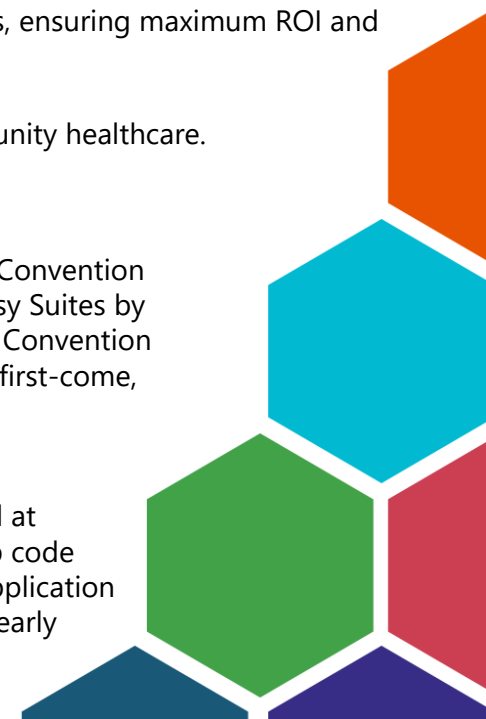 s, ensuring maximum ROI and
unity healthcare.
Convention
sy Suites by
Convention
first-come,
at
code
pplication
early